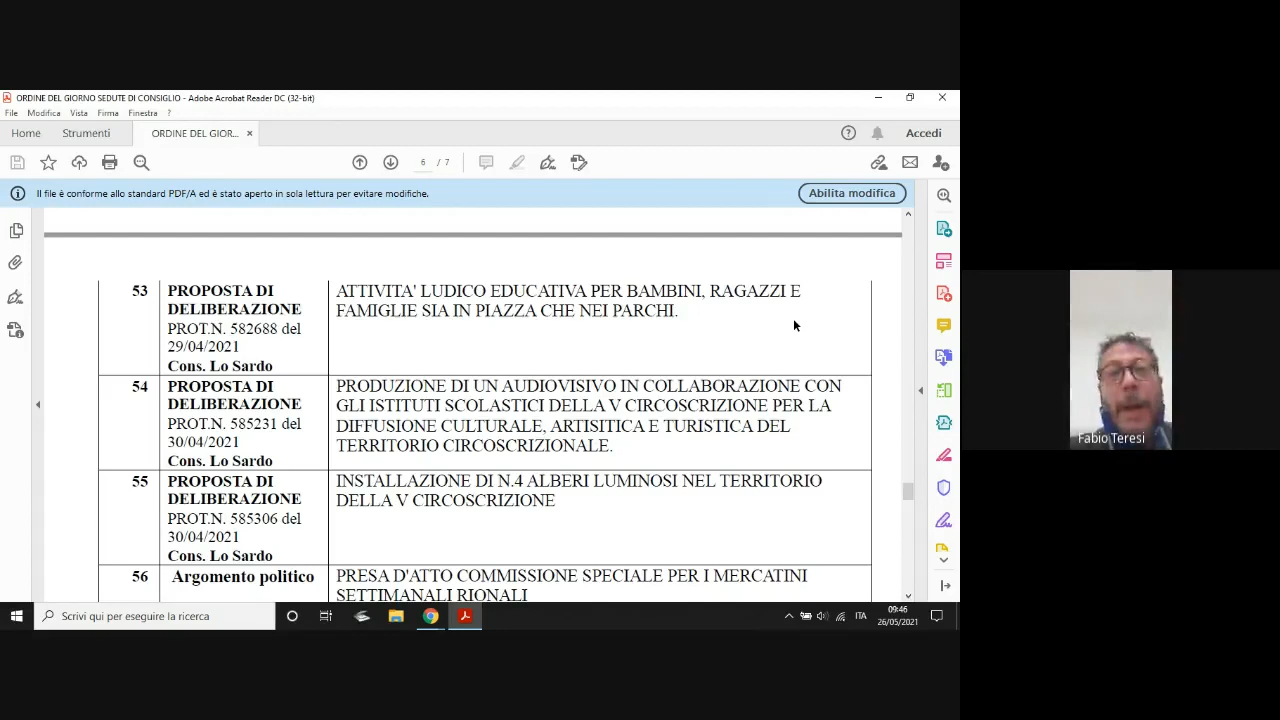 ORDINE DEL GIORNO SEDUTE DI CONSIGLIO - Adobe Acrobat Reader DC (32-bit)
File Modifica Vista Firma Finestra ?
Home Strumenti ORDINE DEL GIOR... × ? Accedi
6 / 7
Il file è conforme allo standard PDF/A ed è stato aperto in sola lettura per evitare modifiche. Abilita modifica
53 PROPOSTA DI DELIBERAZIONE PROT.N. 582688 del 29/04/2021 Cons. Lo Sardo
ATTIVITA' LUDICO EDUCATIVA PER BAMBINI, RAGAZZI E
FAMIGLIE SIA IN PIAZZA CHE NEI PARCHI.
54 PROPOSTA DI DELIBERAZIONE PROT.N. 585231 del 30/04/2021 Cons. Lo Sardo
PRODUZIONE DI UN AUDIOVISIVO IN COLLABORAZIONE CON
GLI ISTITUTI SCOLASTICI DELLA V CIRCOSCRIZIONE PER LA
DIFFUSIONE CULTURALE, ARTISITICA E TURISTICA DEL
TERRITORIO CIRCOSCRIZIONALE.
55 PROPOSTA DI DELIBERAZIONE PROT.N. 585306 del 30/04/2021 Cons. Lo Sardo
INSTALLAZIONE DI N.4 ALBERI LUMINOSI NEL TERRITORIO
DELLA V CIRCOSCRIZIONE
56 Argomento politico
PRESA D'ATTO COMMISSIONE SPECIALE PER I MERCATINI
SETTIMANALI RIONALI
Fabio Teresi
Scrivi qui per eseguire la ricerca
ITA
09:46
26/05/2021